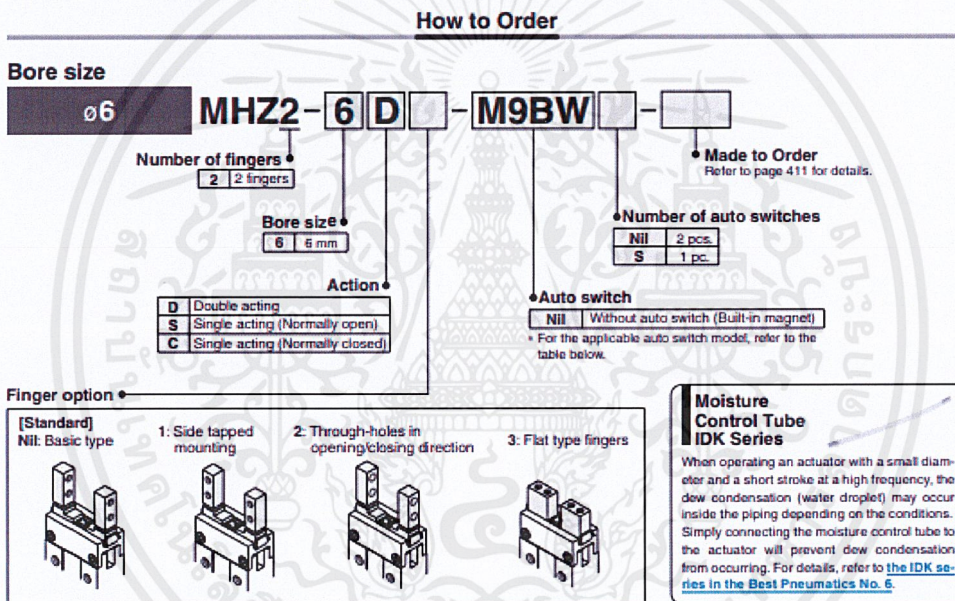 How to Order
Bore size
ø6
MHZ2-6D-M9BW-
Number of fingers
2 2 fingers
Bore size
6 6 mm
Action
D Double acting
S Single acting (Normally open)
C Single acting (Normally closed)
Made to Order
Refer to page 411 for details.
Number of auto switches
Nil 2 pcs.
S 1 pc.
Auto switch
Nil Without auto switch (Built-in magnet)
* For the applicable auto switch model, refer to the
table below.
Finger option
[Standard]
Nil: Basic type
1: Side tapped
mounting
2: Through-holes in
opening/closing direction
3: Flat type fingers
Moisture
Control Tube
IDK Series
When operating an actuator with a small diam-
eter and a short stroke at a high frequency, the
dew condensation (water droplet) may occur
inside the piping depending on the conditions.
Simply connecting the moisture control tube to
the actuator will prevent dew condensation
from occurring. For details, refer to the IDK se-
ries in the Best Pneumatics No. 6.